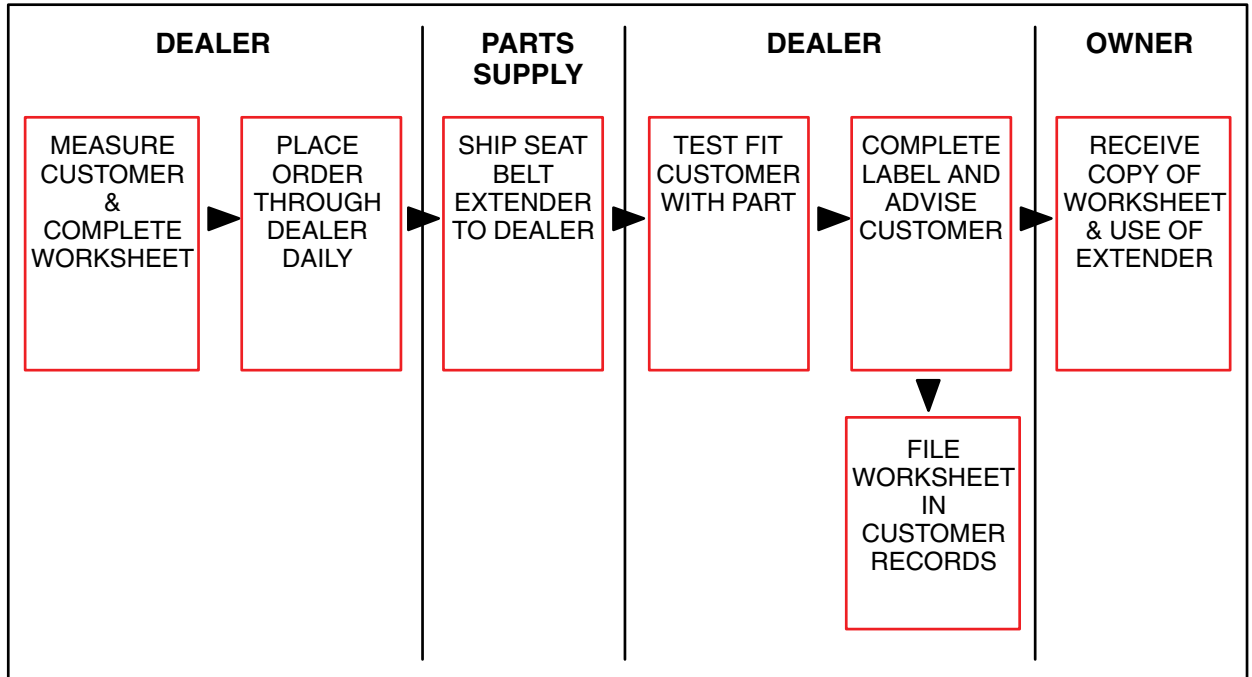 DEALER
PARTS
SUPPLY
DEALER
OWNER
MEASURE
CUSTOMER
&
COMPLETE
WORKSHEET
PLACE
ORDER
THROUGH
DEALER
DAILY
SHIP SEAT
BELT
EXTENDER
TO DEALER
TEST FIT
CUSTOMER
WITH PART
COMPLETE
LABEL AND
ADVISE
CUSTOMER
RECEIVE
COPY OF
WORKSHEET
& USE OF
EXTENDER
FILE
WORKSHEET
IN
CUSTOMER
RECORDS